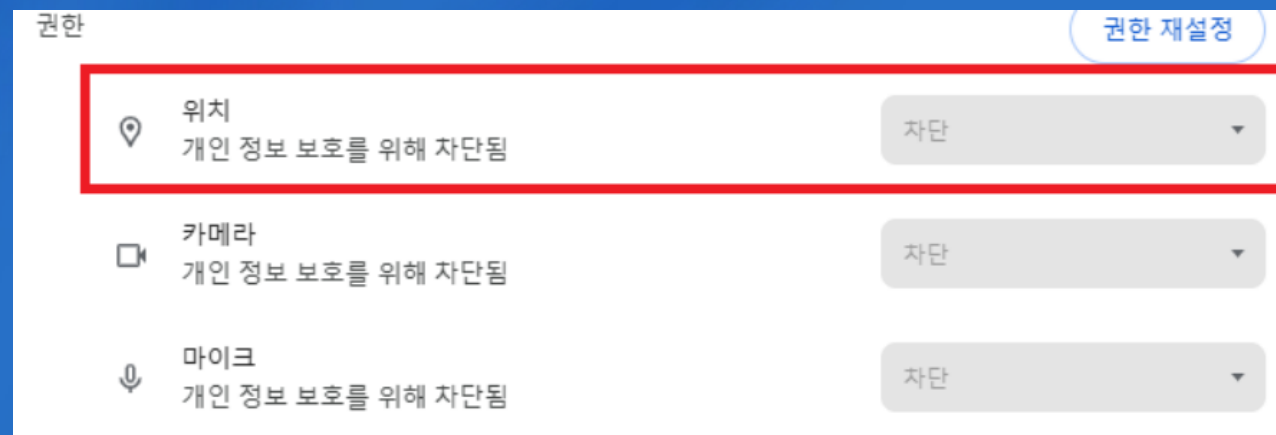 권한
권한 재설정
위치
개인 정보 보호를 위해 차단됨
차단
카메라
개인 정보 보호를 위해 차단됨
차단
마이크
개인 정보 보호를 위해 차단됨
차단